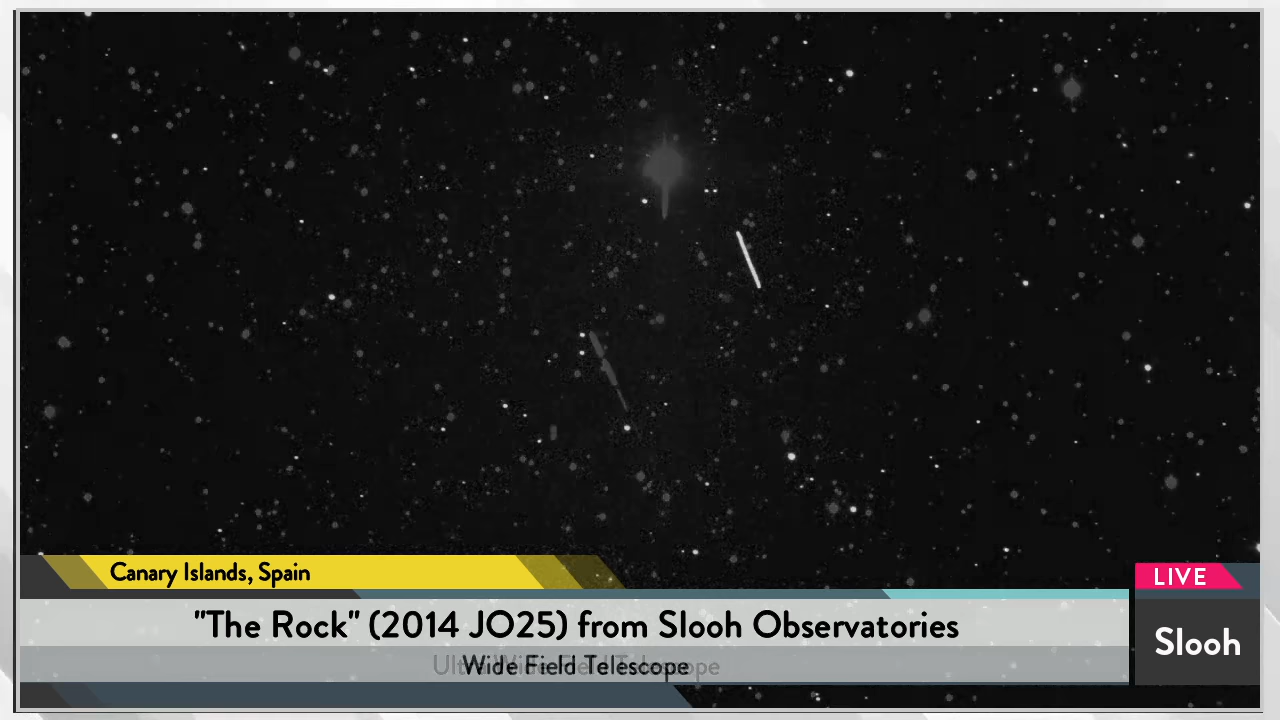 Canary Islands, Spain
LIVE
"The Rock" (2014 JO25) from Slooh Observatories
Slooh
Wide Field Telescope